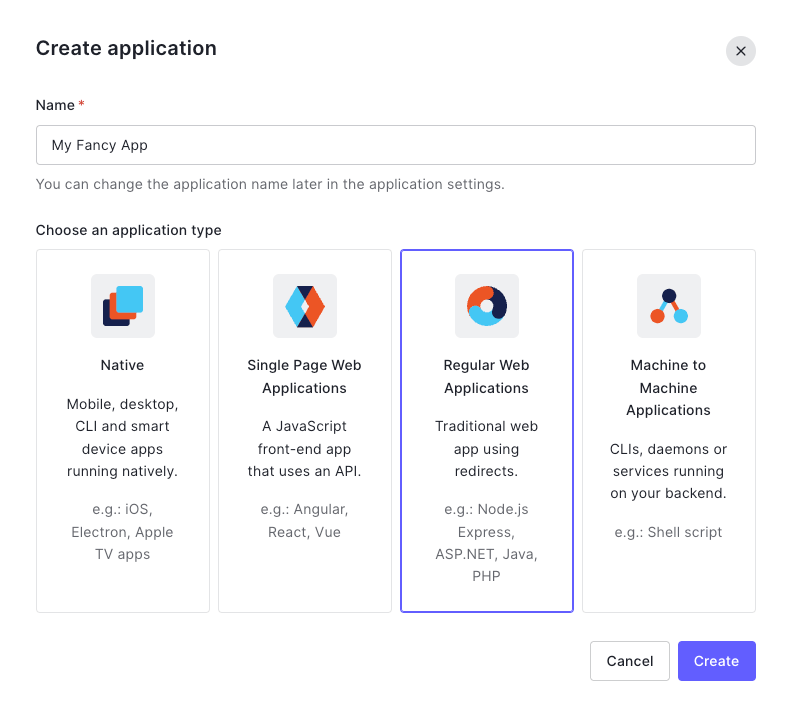 Create application
Name *
My Fancy App
You can change the application name later in the application settings.
Choose an application type
Native
Mobile, desktop,
CLI and smart
device apps
running natively.
e.g.: iOS,
Electron, Apple
TV apps
Single Page Web
Applications
A JavaScript
front-end app
that uses an API.
e.g.: Angular,
React, Vue
Regular Web
Applications
Traditional web
app using
redirects.
e.g.: Node.js
Express,
ASP.NET, Java,
PHP
Machine to
Machine
Applications
CLIs, daemons or
services running
on your backend.
e.g.: Shell script
Cancel
Create